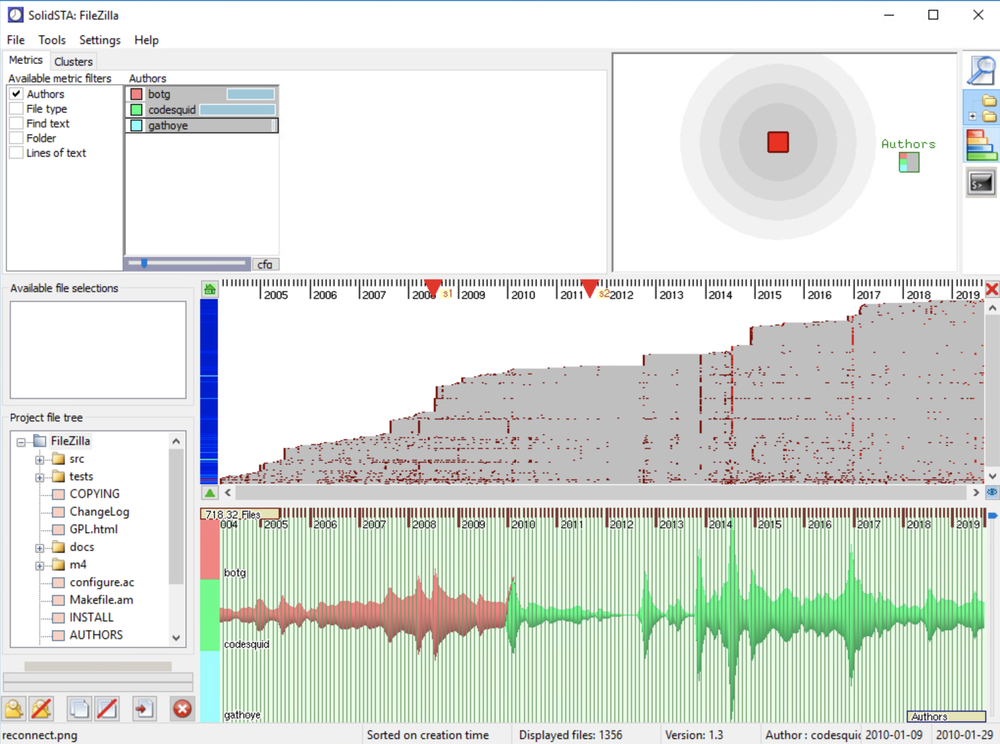 SolidSTA: FileZilla
File Tools Settings Help
Metrics Clusters
Available metric filters Authors
Authors
File type
Find text
Folder
Lines of text
botg
codesquid
gathoye
cfa
Authors
$>
Available file selections
2005 2006 2007 2008 s1 2009 2010 2011 s2 2012 2013 2014 2015 2016 2017 2018 2019
Project file tree
FileZilla
src
tests
COPYING
ChangeLog
GPL.html
docs
m4
configure.ac
Makefile.am
INSTALL
AUTHORS
718.32 Files
004 2005 2006 2007 2008 2009 2010 2011 2012 2013 2014 2015 2016 2017 2018 2019
botg
codesquid
gathoye
Authors
reconnect.png Sorted on creation time Displayed files: 1356 Version: 1.3 Author : codesquid 2010-01-09 2010-01-29